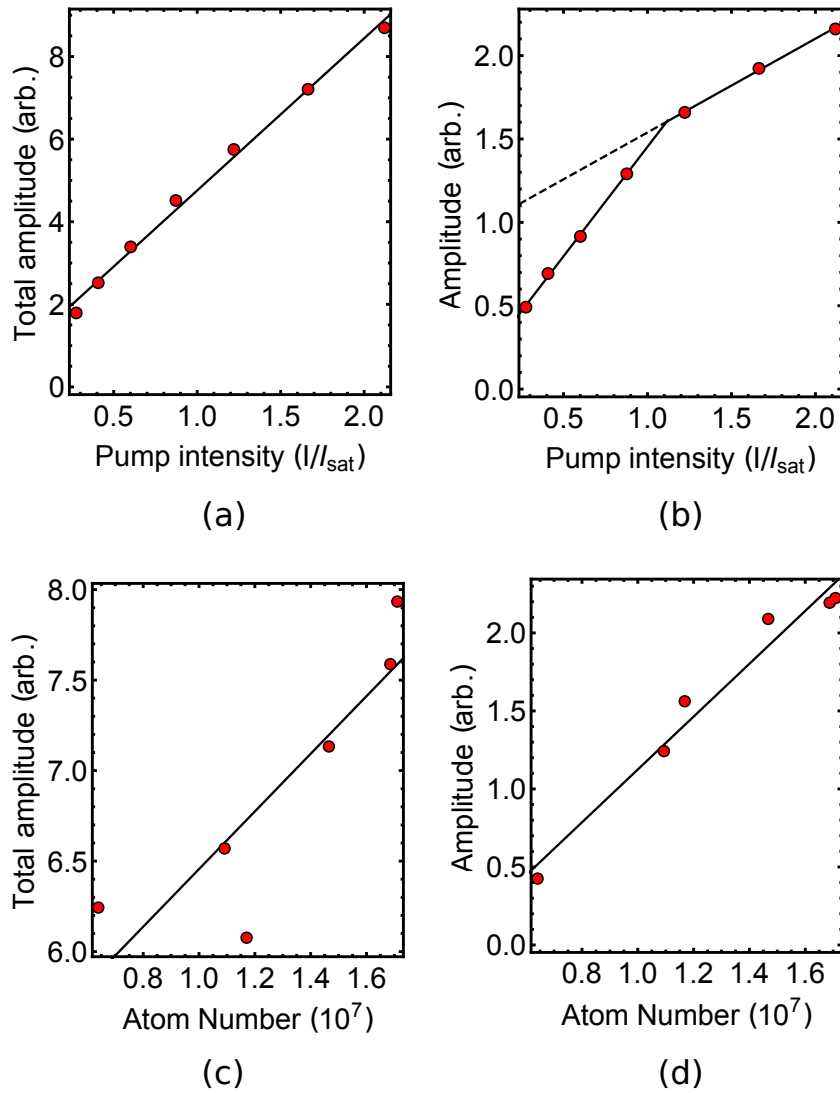 Total amplitude (arb.)
8
6
4
2
0
0.5 1.0 1.5 2.0
Pump intensity (I/Isat)
(a)
Amplitude (arb.)
2.0
1.5
1.0
0.5
0.0
0.5 1.0 1.5 2.0
Pump intensity (I/Isat)
(b)
Total amplitude (arb.)
8.0
7.5
7.0
6.5
6.0
0.8 1.0 1.2 1.4 1.6
Atom Number (10⁷)
(c)
Amplitude (arb.)
2.0
1.5
1.0
0.5
0.0
0.8 1.0 1.2 1.4 1.6
Atom Number (10⁷)
(d)